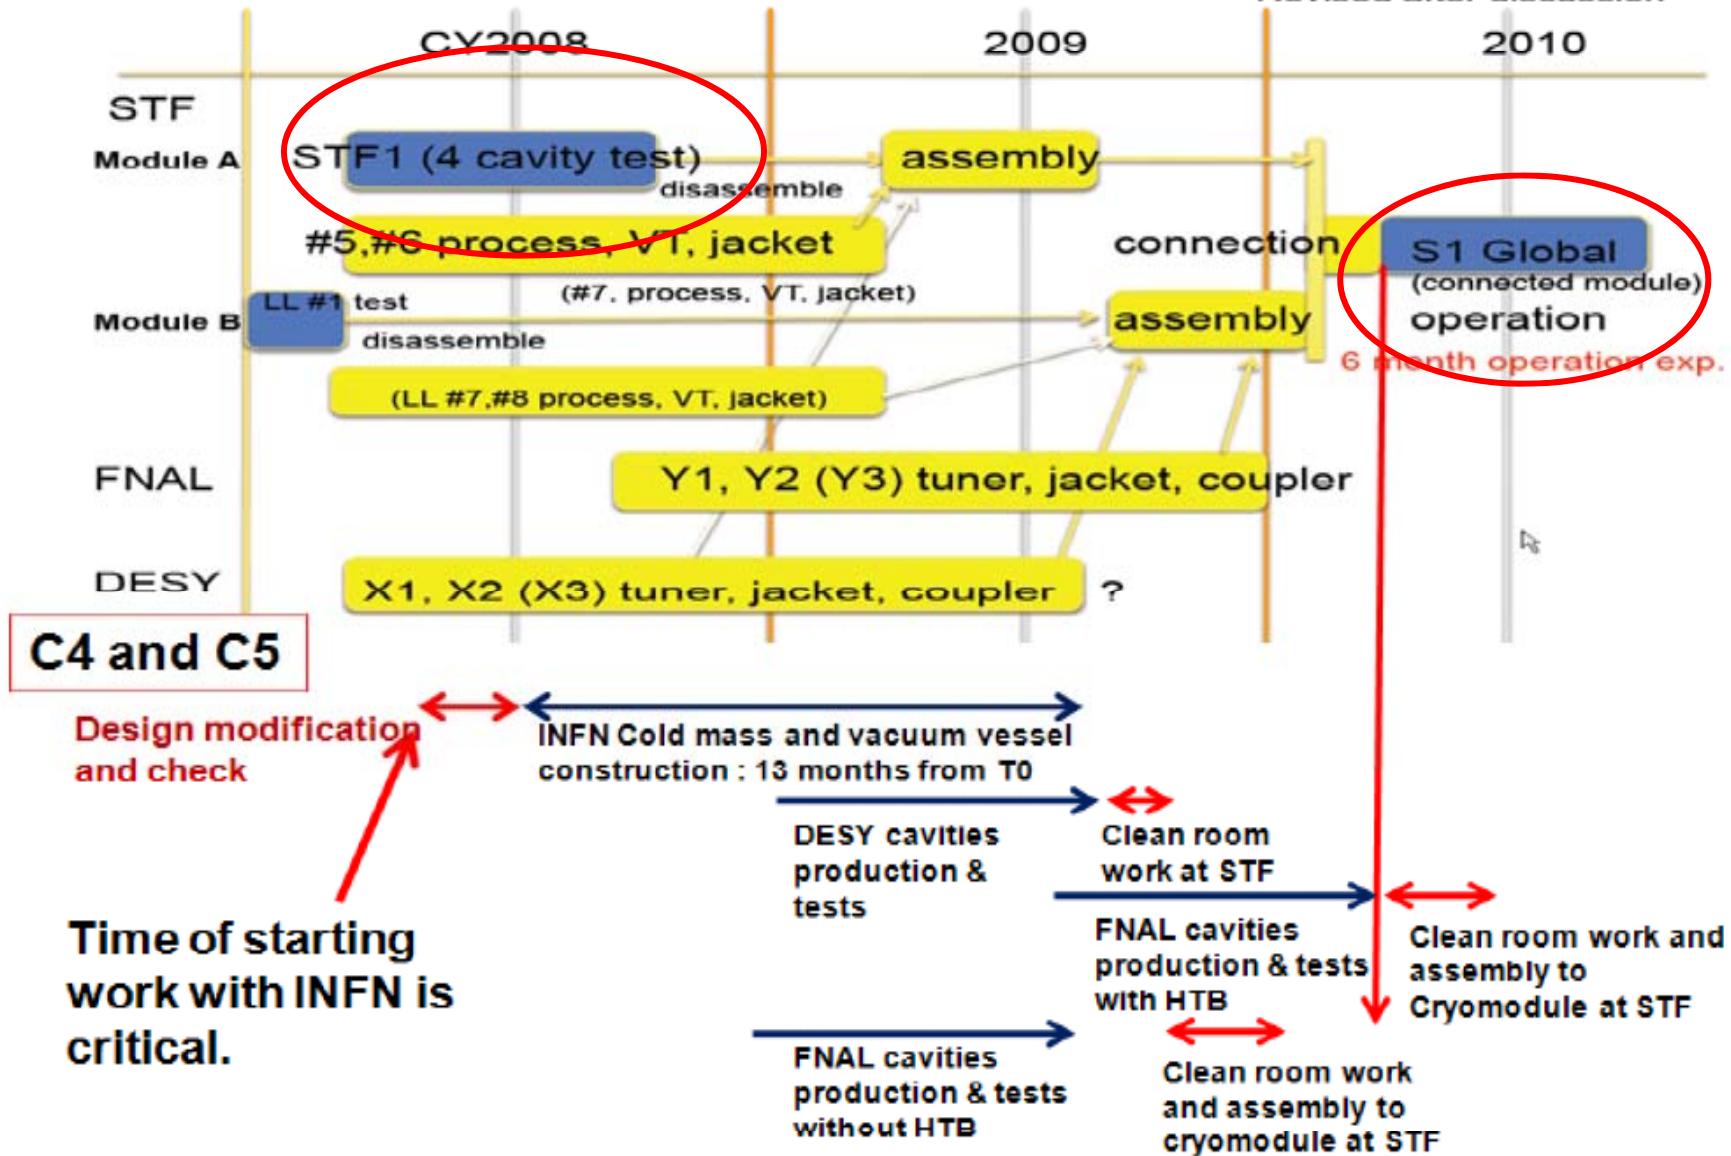 CY2008
2009
2010
STF
Module A
STF1 (4 cavity test)
disassemble
assembly
#5,#6 process, VT, jacket
(#7, process, VT, jacket)
connection
S1 Global
(connected module)
operation
6 month operation exp.
Module B
LL #1 test
disassemble
assembly
(LL #7,#8 process, VT, jacket)
FNAL
Y1, Y2 (Y3) tuner, jacket, coupler
DESY
X1, X2 (X3) tuner, jacket, coupler
?
C4 and C5
Design modification
and check
INFN Cold mass and vacuum vessel
construction : 13 months from T0
DESY cavities
production &
tests
Clean room
work at STF
Time of starting
work with INFN is
critical.
FNAL cavities
production & tests
with HTB
Clean room work and
assembly to
Cryomodule at STF
FNAL cavities
production & tests
without HTB
Clean room work
and assembly to
cryomodule at STF